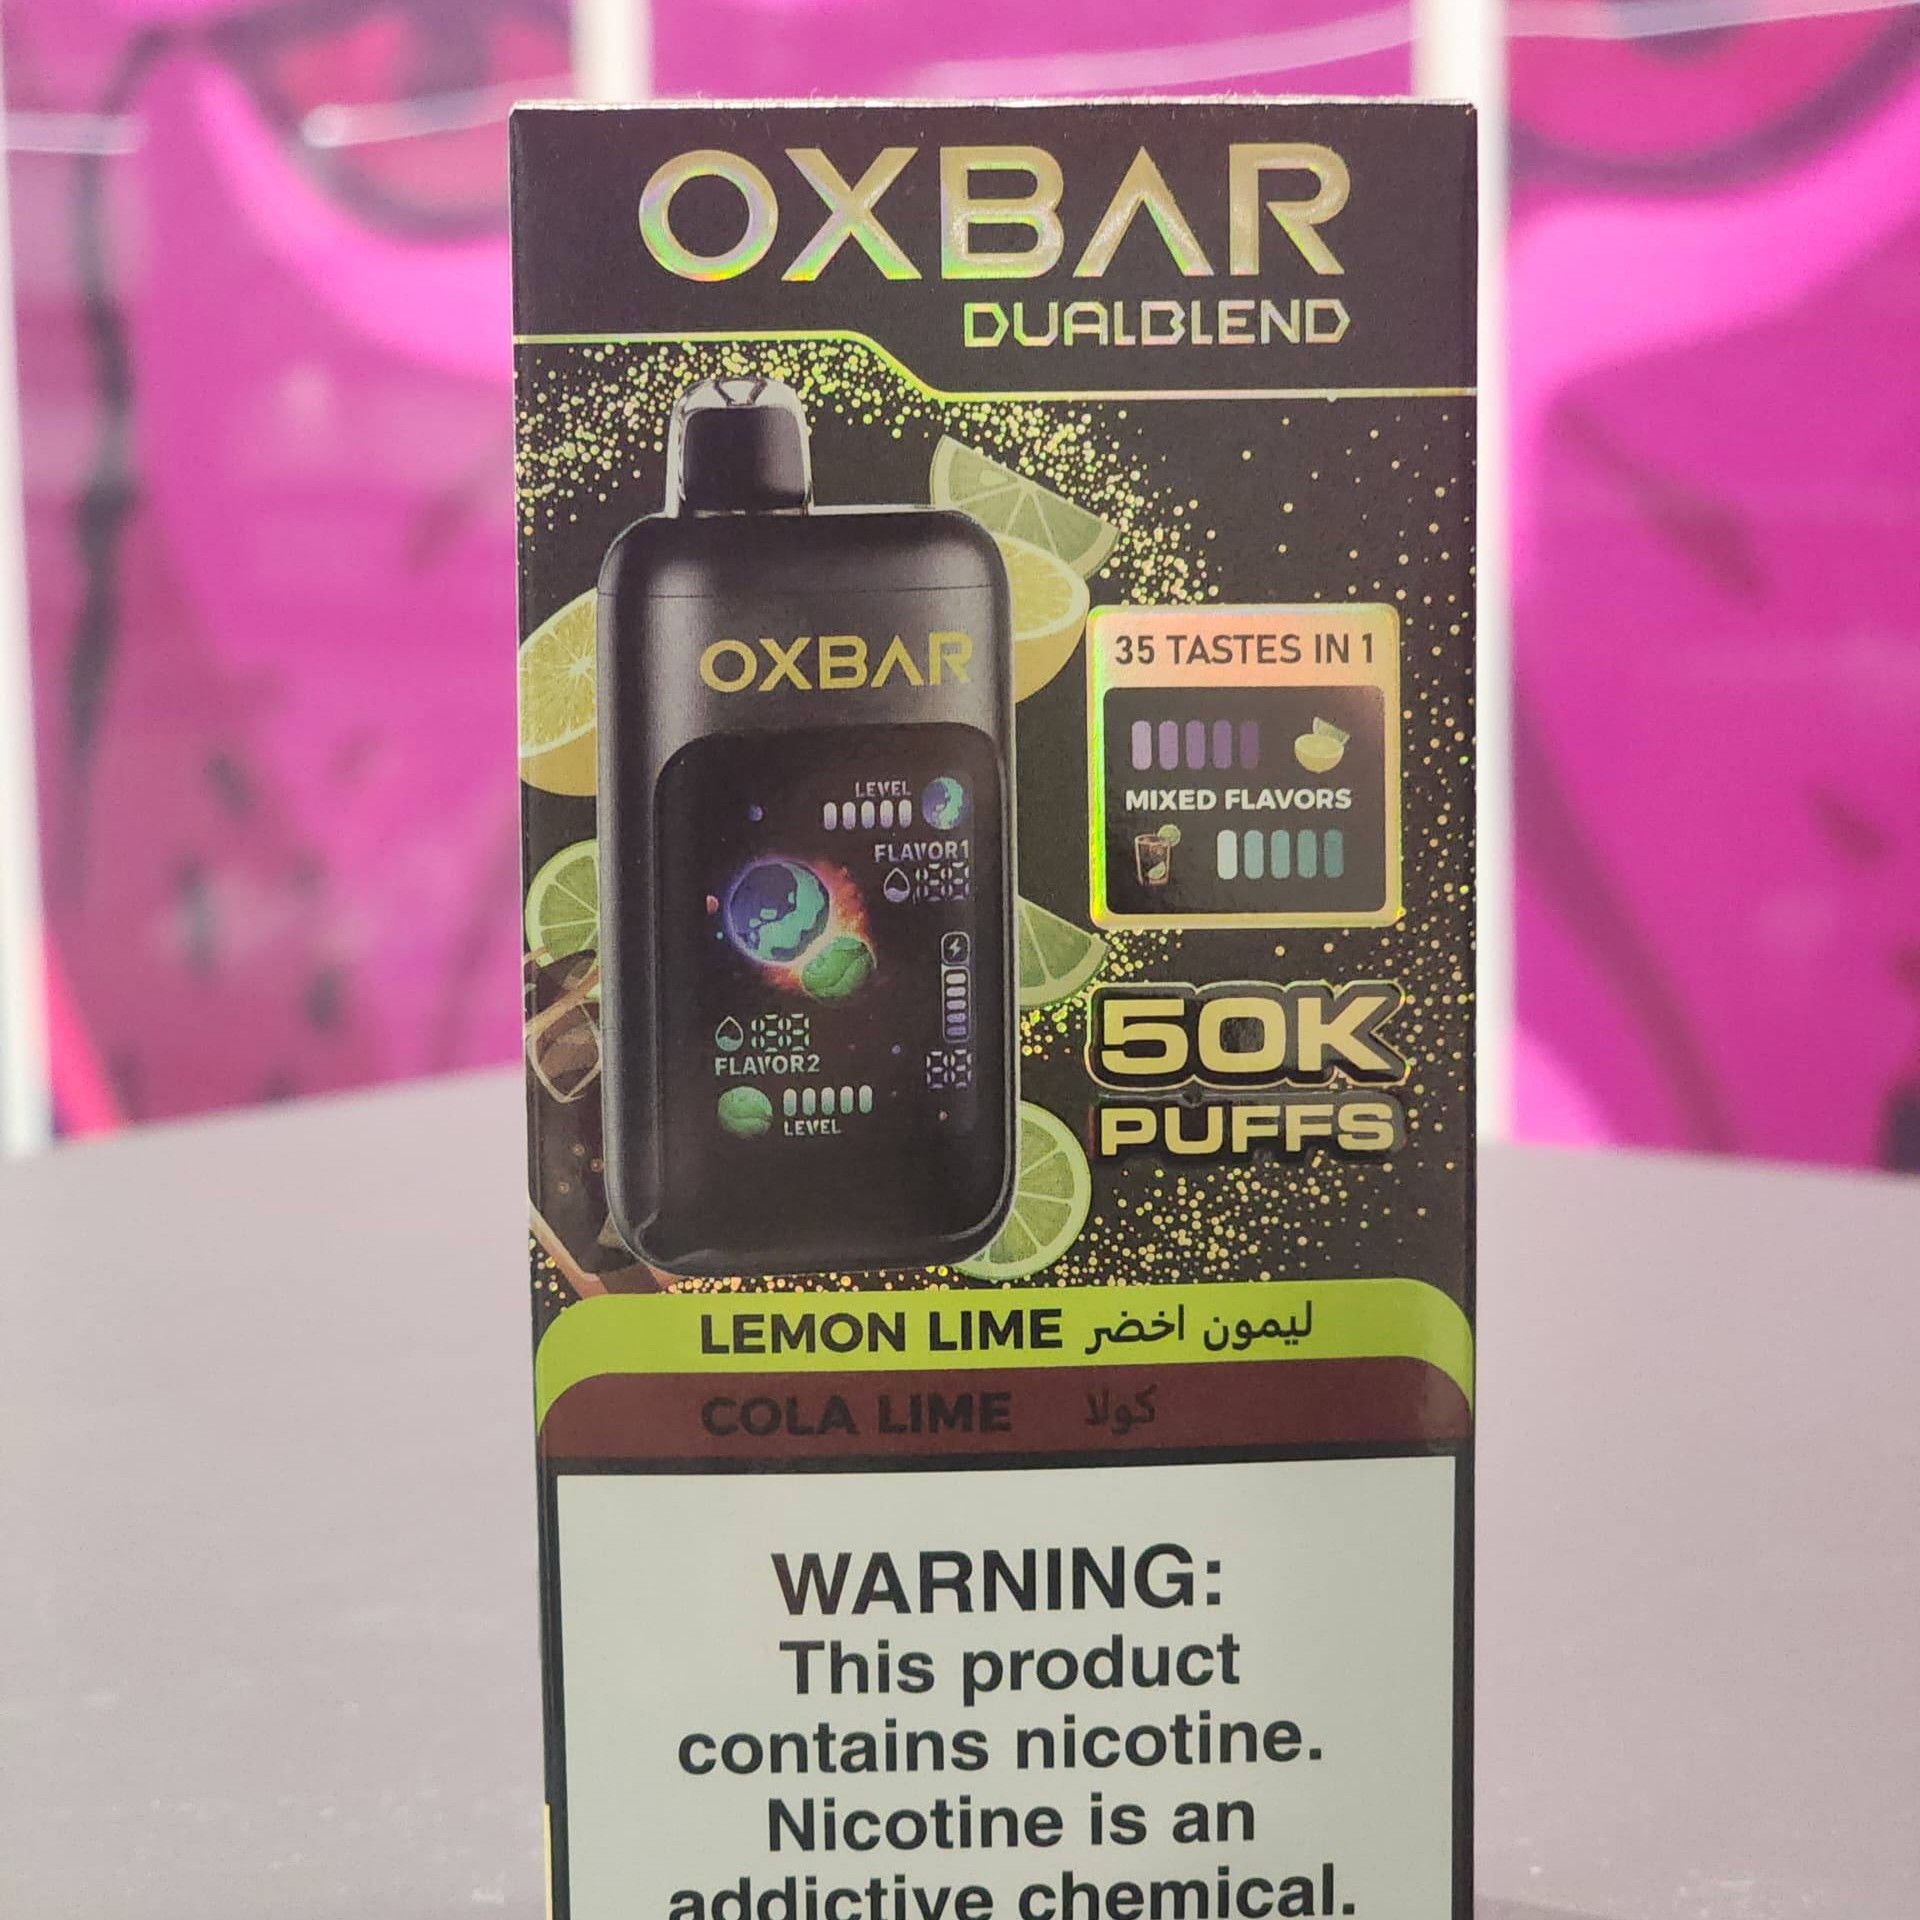 OXBAR
DUALBLEND
OXBAR
LEVEL
FLAVOR1
FLAVOR2
LEVEL
35 TASTES IN 1
MIXED FLAVORS
50K
PUFFS
LEMON LIME ليمون اخضر
COLA LIME كولا
WARNING:
This product
contains nicotine.
Nicotine is an
addictive chemical.